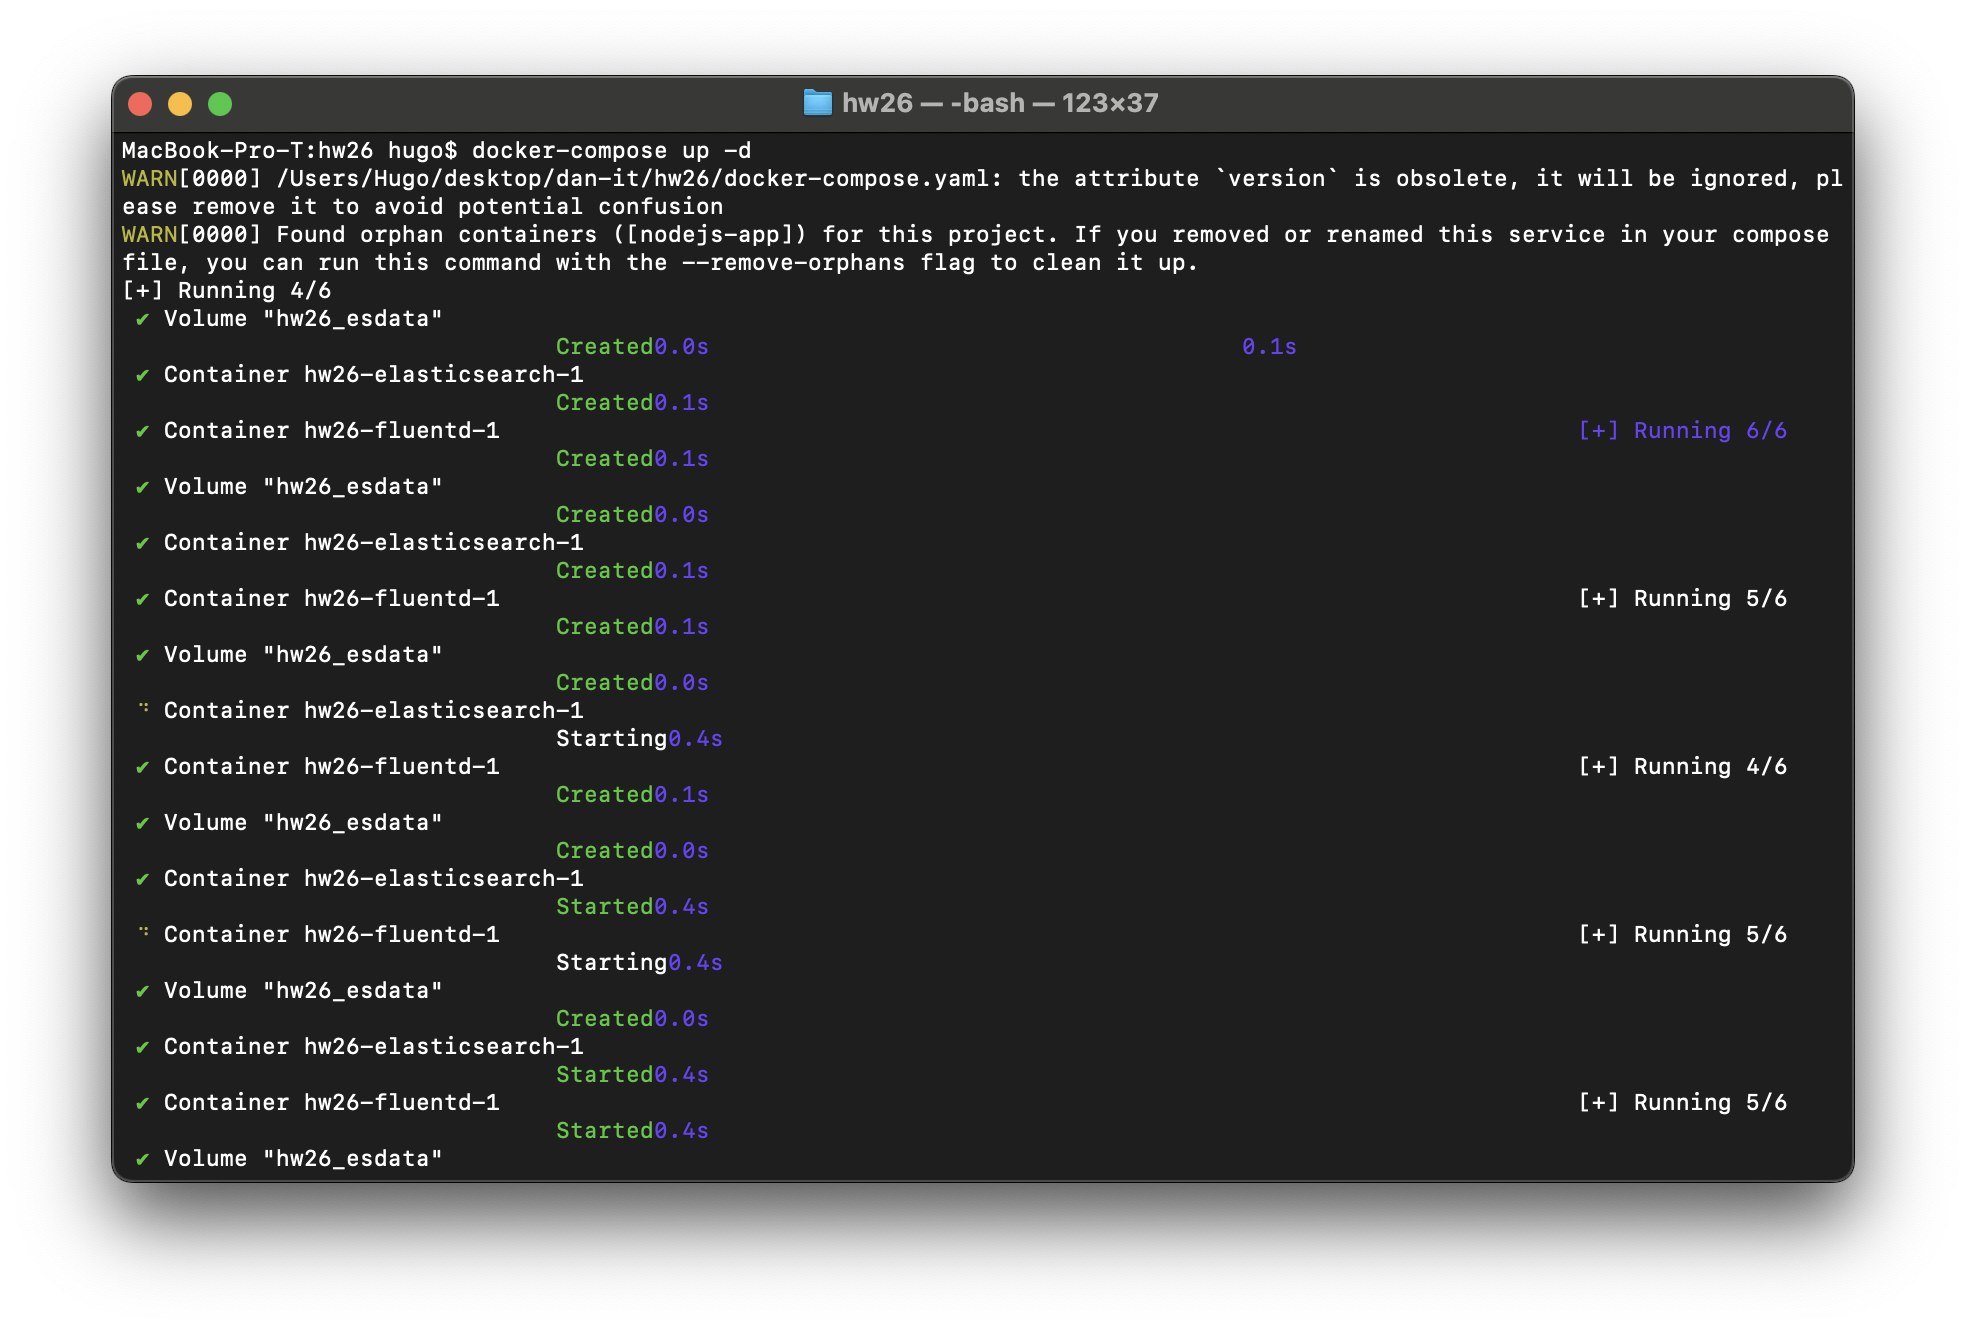 hw26 — -bash — 123×37
MacBook-Pro-T:hw26 hugo$ docker-compose up -d
WARN[0000] /Users/Hugo/desktop/dan-it/hw26/docker-compose.yaml: the attribute `version` is obsolete, it will be ignored, pl
ease remove it to avoid potential confusion
WARN[0000] Found orphan containers ([nodejs-app]) for this project. If you removed or renamed this service in your compose
file, you can run this command with the --remove-orphans flag to clean it up.
[+] Running 4/6
✔ Volume "hw26_esdata"
Created0.0s 0.1s
✔ Container hw26-elasticsearch-1
Created0.1s
✔ Container hw26-fluentd-1 [+] Running 6/6
Created0.1s
✔ Volume "hw26_esdata"
Created0.0s
✔ Container hw26-elasticsearch-1
Created0.1s
✔ Container hw26-fluentd-1 [+] Running 5/6
Created0.1s
✔ Volume "hw26_esdata"
Created0.0s
⠙ Container hw26-elasticsearch-1
Starting0.4s
✔ Container hw26-fluentd-1 [+] Running 4/6
Created0.1s
✔ Volume "hw26_esdata"
Created0.0s
✔ Container hw26-elasticsearch-1
Started0.4s
⠙ Container hw26-fluentd-1 [+] Running 5/6
Starting0.4s
✔ Volume "hw26_esdata"
Created0.0s
✔ Container hw26-elasticsearch-1
Started0.4s
✔ Container hw26-fluentd-1 [+] Running 5/6
Started0.4s
✔ Volume "hw26_esdata"